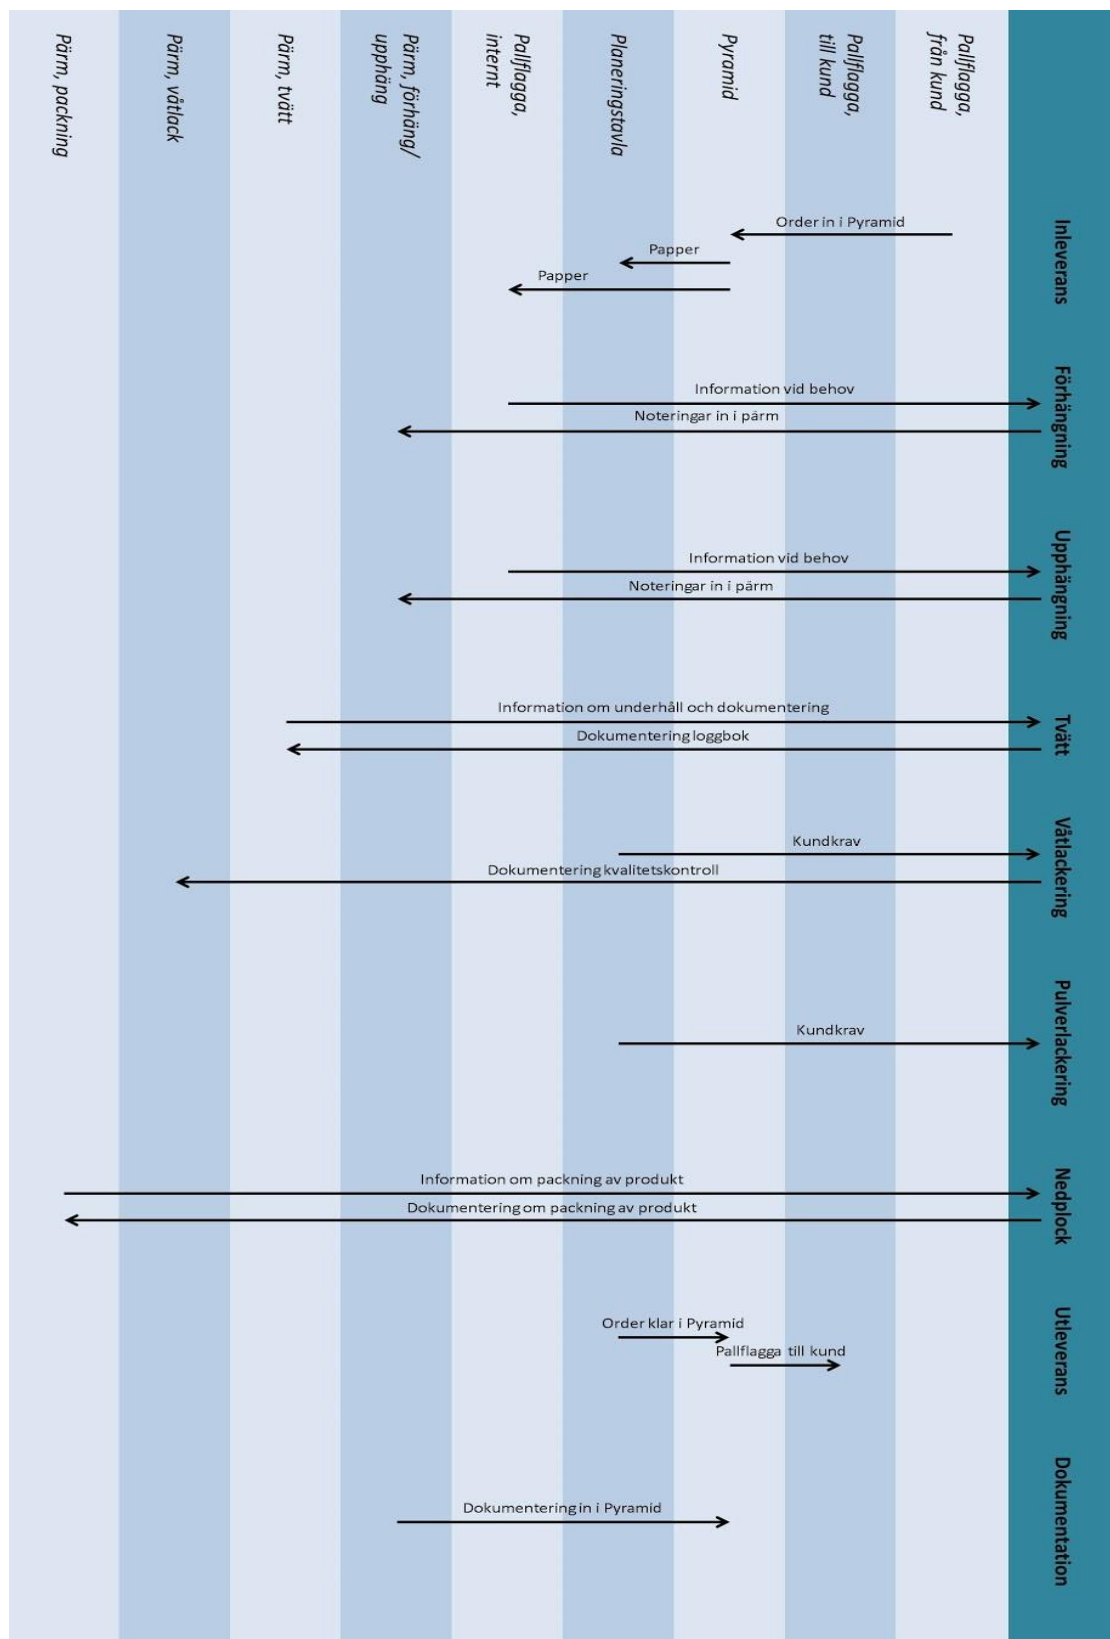 Pärm, packning
Pärm, våtlack
Pärm, tvätt
Pärm, förhäng/
upphäng
Pallflagga,
internt
Planeringstavla
Pyramid
Pallflagga,
till kund
Pallflagga,
från kund
Inleverans
Order in i Pyramid
Papper
Papper
Förhängning
Information vid behov
Noteringar in i pärm
Upphängning
Information vid behov
Noteringar in i pärm
Tvätt
Information om underhåll och dokumentering
Dokumentering loggbok
Våtlackering
Kundkrav
Dokumentering kvalitetskontroll
Pulverlackering
Kundkrav
Nedplock
Information om packning av produkt
Dokumentering om packning av produkt
Utleverans
Order klar i Pyramid
Pallflagga till kund
Dokumentation
Dokumentering in i Pyramid